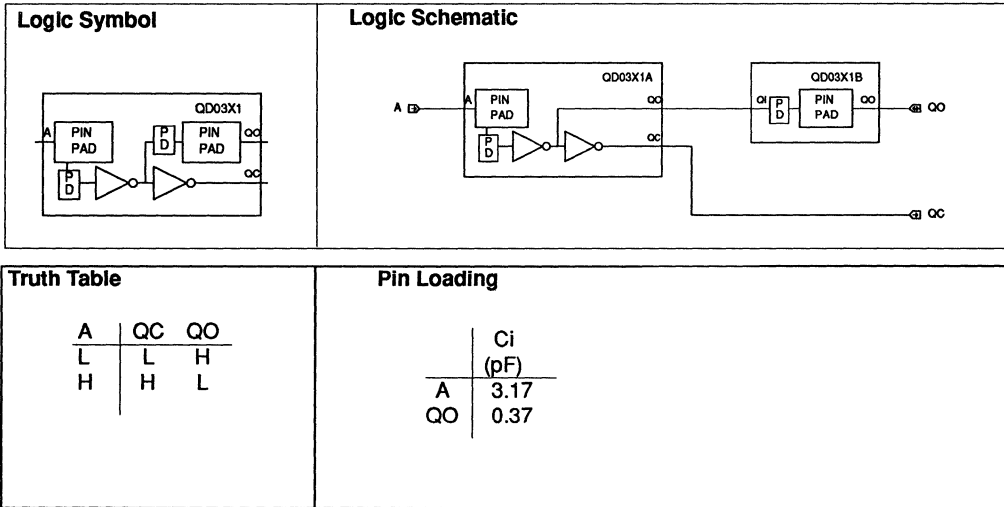 Logic Symbol
QD03X1
A
PIN
PAD
P
D
P
D
PIN
PAD
QO
QC
Logic Schematic
A
QD03X1A
A
PIN
PAD
P
D
QO
QC
QD03X1B
QI
P
D
PIN
PAD
QO
QO
QC
Truth Table
A QC QO
L L H
H H L
Pin Loading
Ci
(pF)
A 3.17
QO 0.37